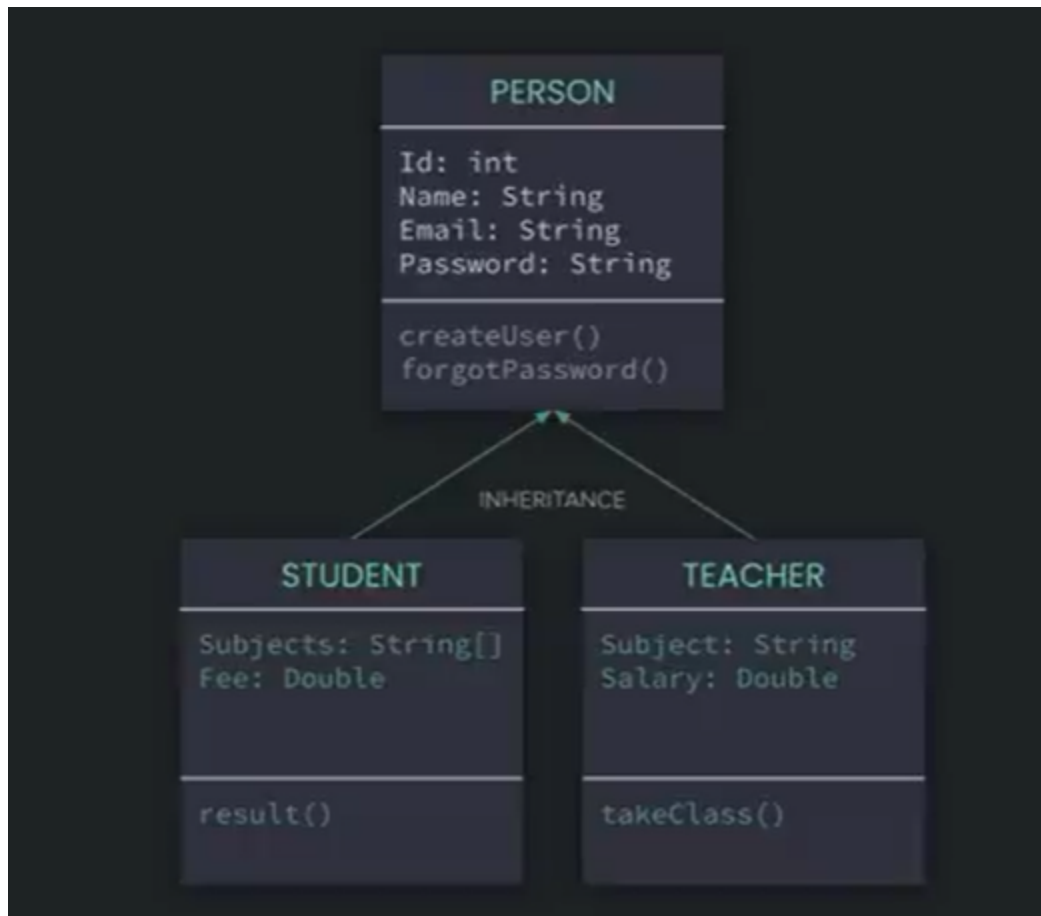 PERSON
Id: int
Name: String
Email: String
Password: String
createUser()
forgotPassword()
INHERITANCE
STUDENT
Subjects: String[]
Fee: Double
result()
TEACHER
Subject: String
Salary: Double
takeClass()